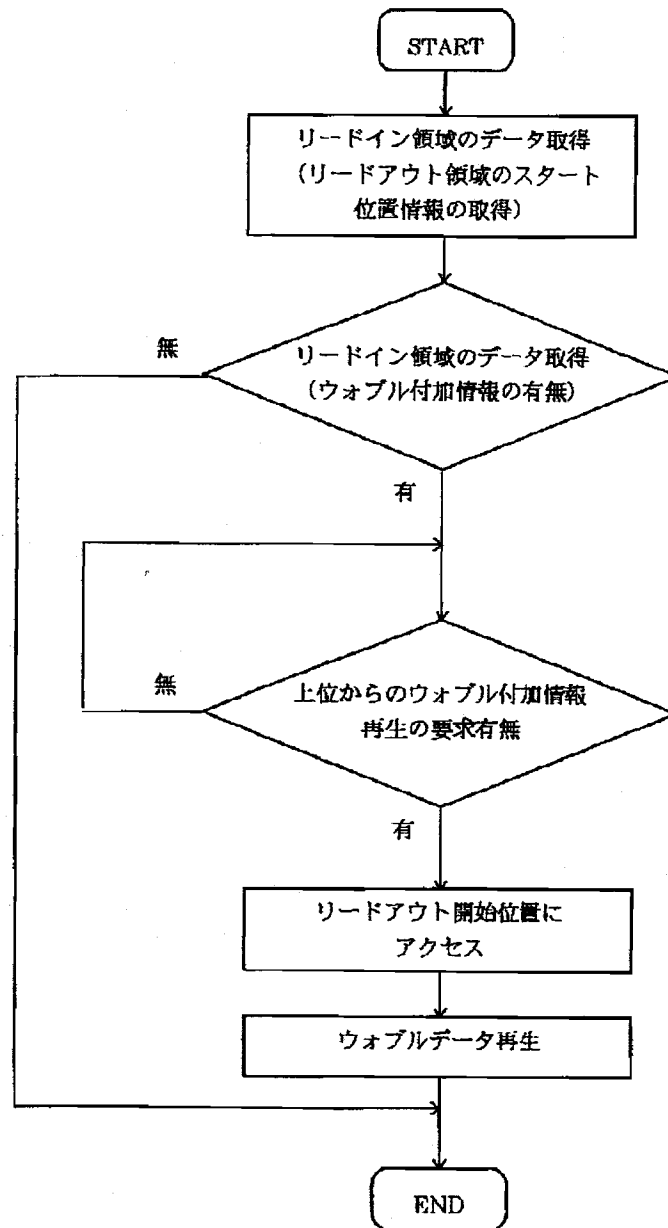 START
リードイン領域のデータ取得
（リードアウト領域のスタート
位置情報の取得）
無
リードイン領域のデータ取得
（ウォブル付加情報の有無）
有
無
上位からのウォブル付加情報
再生の要求有無
有
リードアウト開始位置に
アクセス
ウォブルデータ再生
END